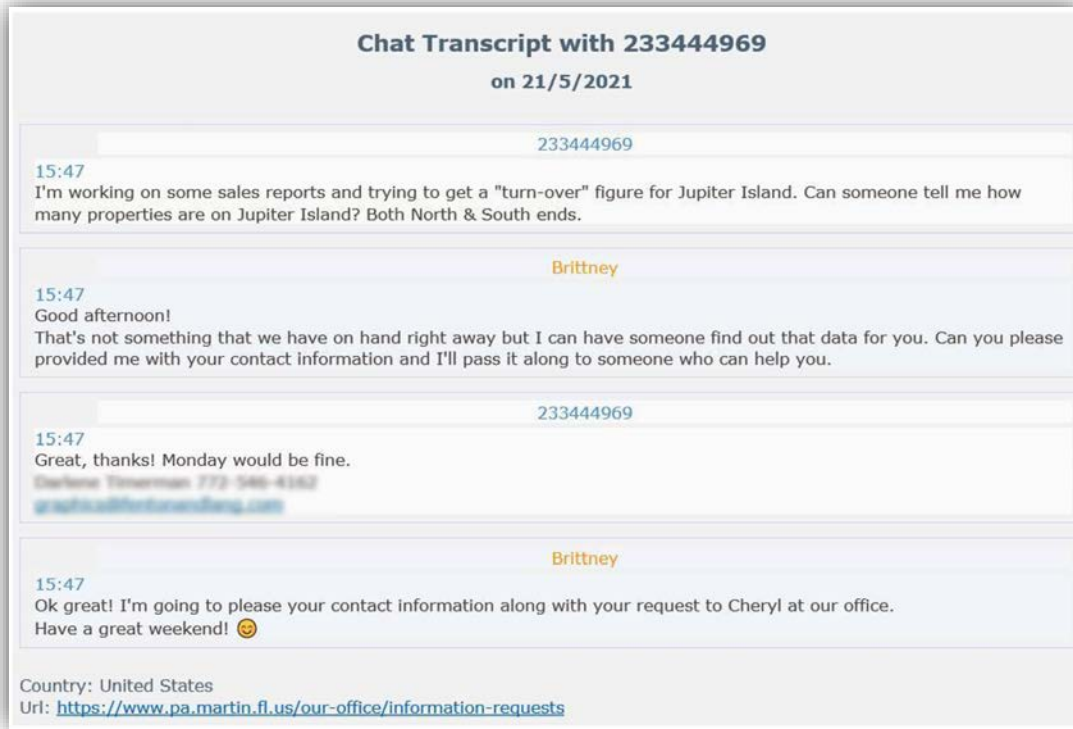 Chat Transcript with 233444969
on 21/5/2021
233444969
15:47
I'm working on some sales reports and trying to get a "turn-over" figure for Jupiter Island. Can someone tell me how
many properties are on Jupiter Island? Both North & South ends.
Brittney
15:47
Good afternoon!
That's not something that we have on hand right away but I can have someone find out that data for you. Can you please
provided me with your contact information and I'll pass it along to someone who can help you.
233444969
15:47
Great, thanks! Monday would be fine.
Brittney
15:47
Ok great! I'm going to please your contact information along with your request to Cheryl at our office.
Have a great weekend! 😊
Country: United States
Url: https://www.pa.martin.fl.us/our-office/information-requests